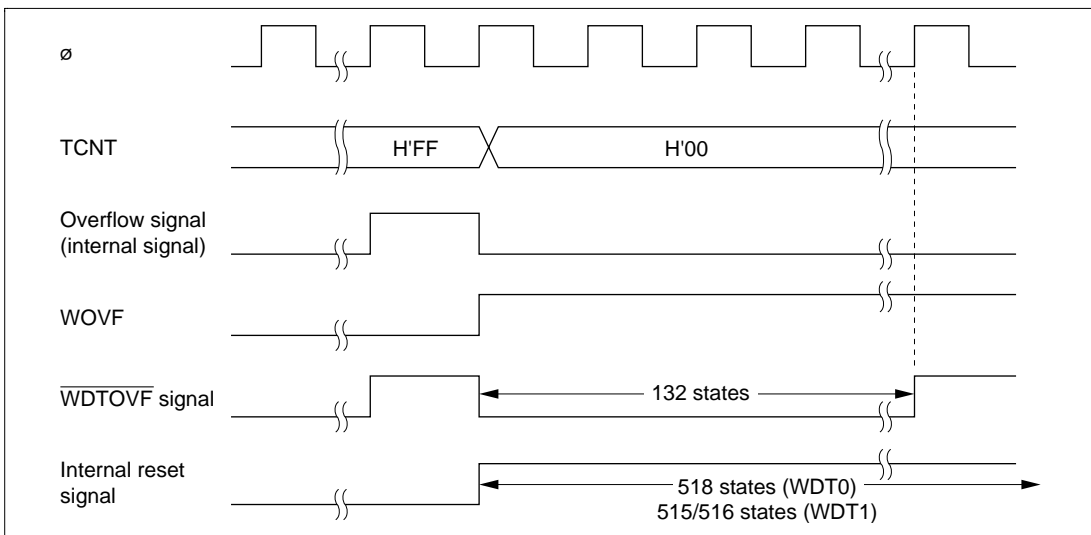 ø
TCNT
H'FF
H'00
Overflow signal
(internal signal)
WOVF
WDTOVF signal
132 states
Internal reset
signal
518 states (WDT0)
515/516 states (WDT1)